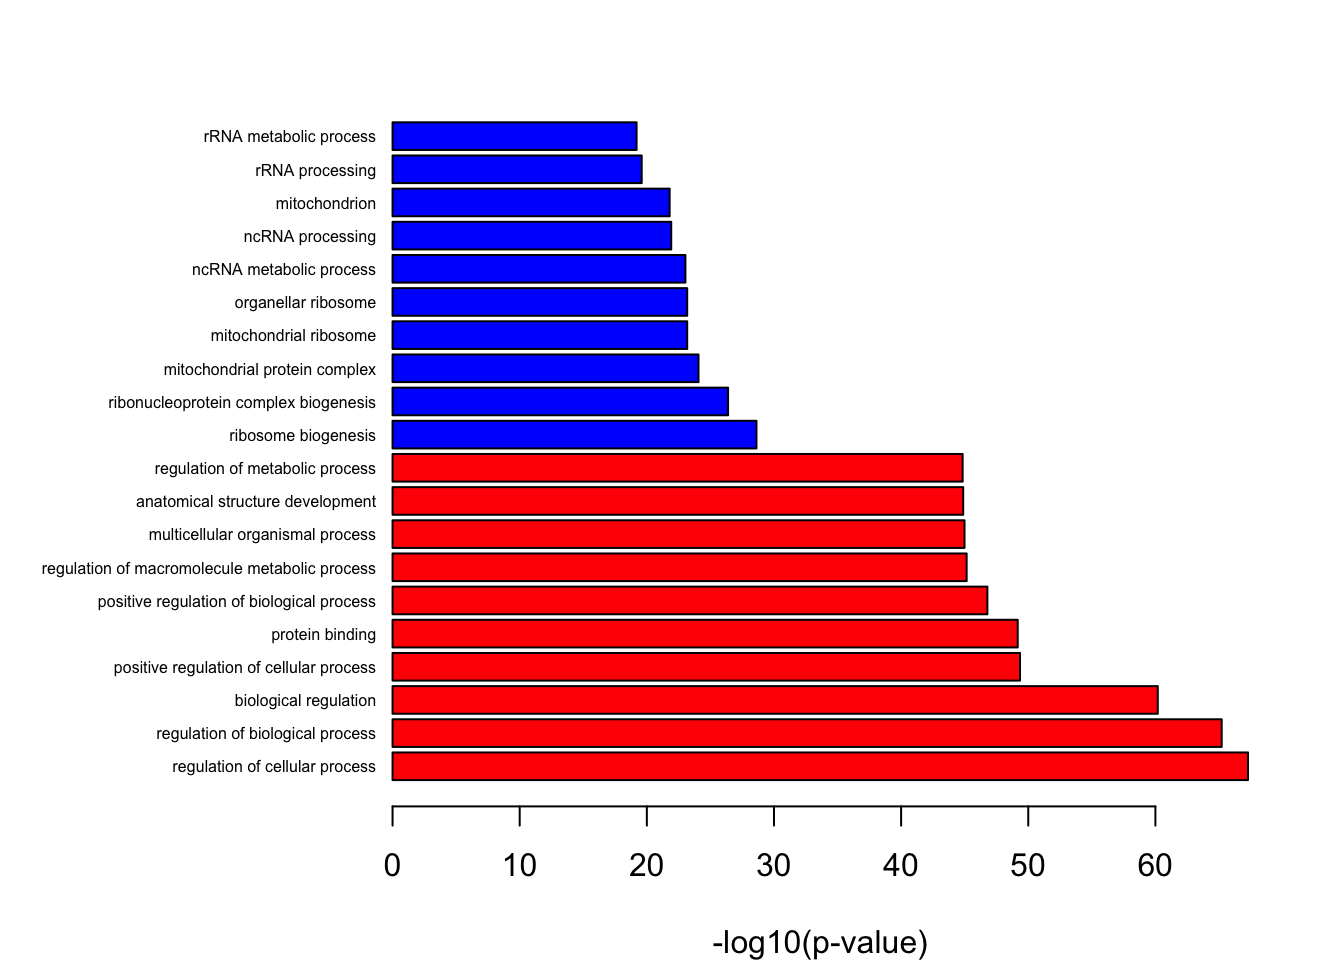 rRNA metabolic process
rRNA processing
mitochondrion
ncRNA processing
ncRNA metabolic process
organellar ribosome
mitochondrial ribosome
mitochondrial protein complex
ribonucleoprotein complex biogenesis
ribosome biogenesis
regulation of metabolic process
anatomical structure development
multicellular organismal process
regulation of macromolecule metabolic process
positive regulation of biological process
protein binding
positive regulation of cellular process
biological regulation
regulation of biological process
regulation of cellular process
0 10 20 30 40 50 60
-log10(p-value)